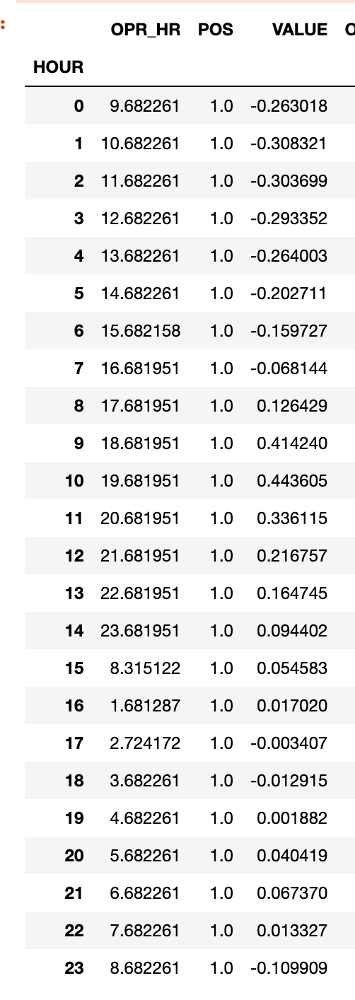 OPR_HR POS VALUE O
HOUR
0 9.682261 1.0 -0.263018
1 10.682261 1.0 -0.308321
2 11.682261 1.0 -0.303699
3 12.682261 1.0 -0.293352
4 13.682261 1.0 -0.264003
5 14.682261 1.0 -0.202711
6 15.682158 1.0 -0.159727
7 16.681951 1.0 -0.068144
8 17.681951 1.0 0.126429
9 18.681951 1.0 0.414240
10 19.681951 1.0 0.443605
11 20.681951 1.0 0.336115
12 21.681951 1.0 0.216757
13 22.681951 1.0 0.164745
14 23.681951 1.0 0.094402
15 8.315122 1.0 0.054583
16 1.681287 1.0 0.017020
17 2.724172 1.0 -0.003407
18 3.682261 1.0 -0.012915
19 4.682261 1.0 0.001882
20 5.682261 1.0 0.040419
21 6.682261 1.0 0.067370
22 7.682261 1.0 0.013327
23 8.682261 1.0 -0.109909